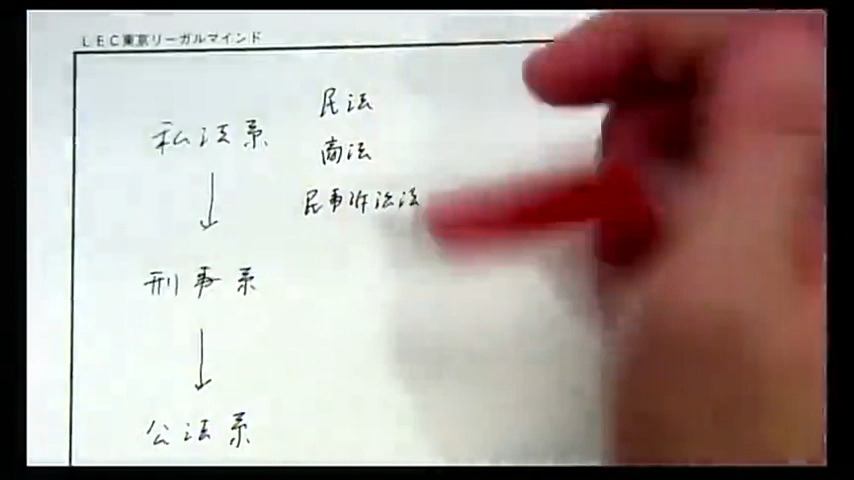 LEC東京リーガルマインド
民法
私法系
商法
民事訴訟法
刑事系
公法系